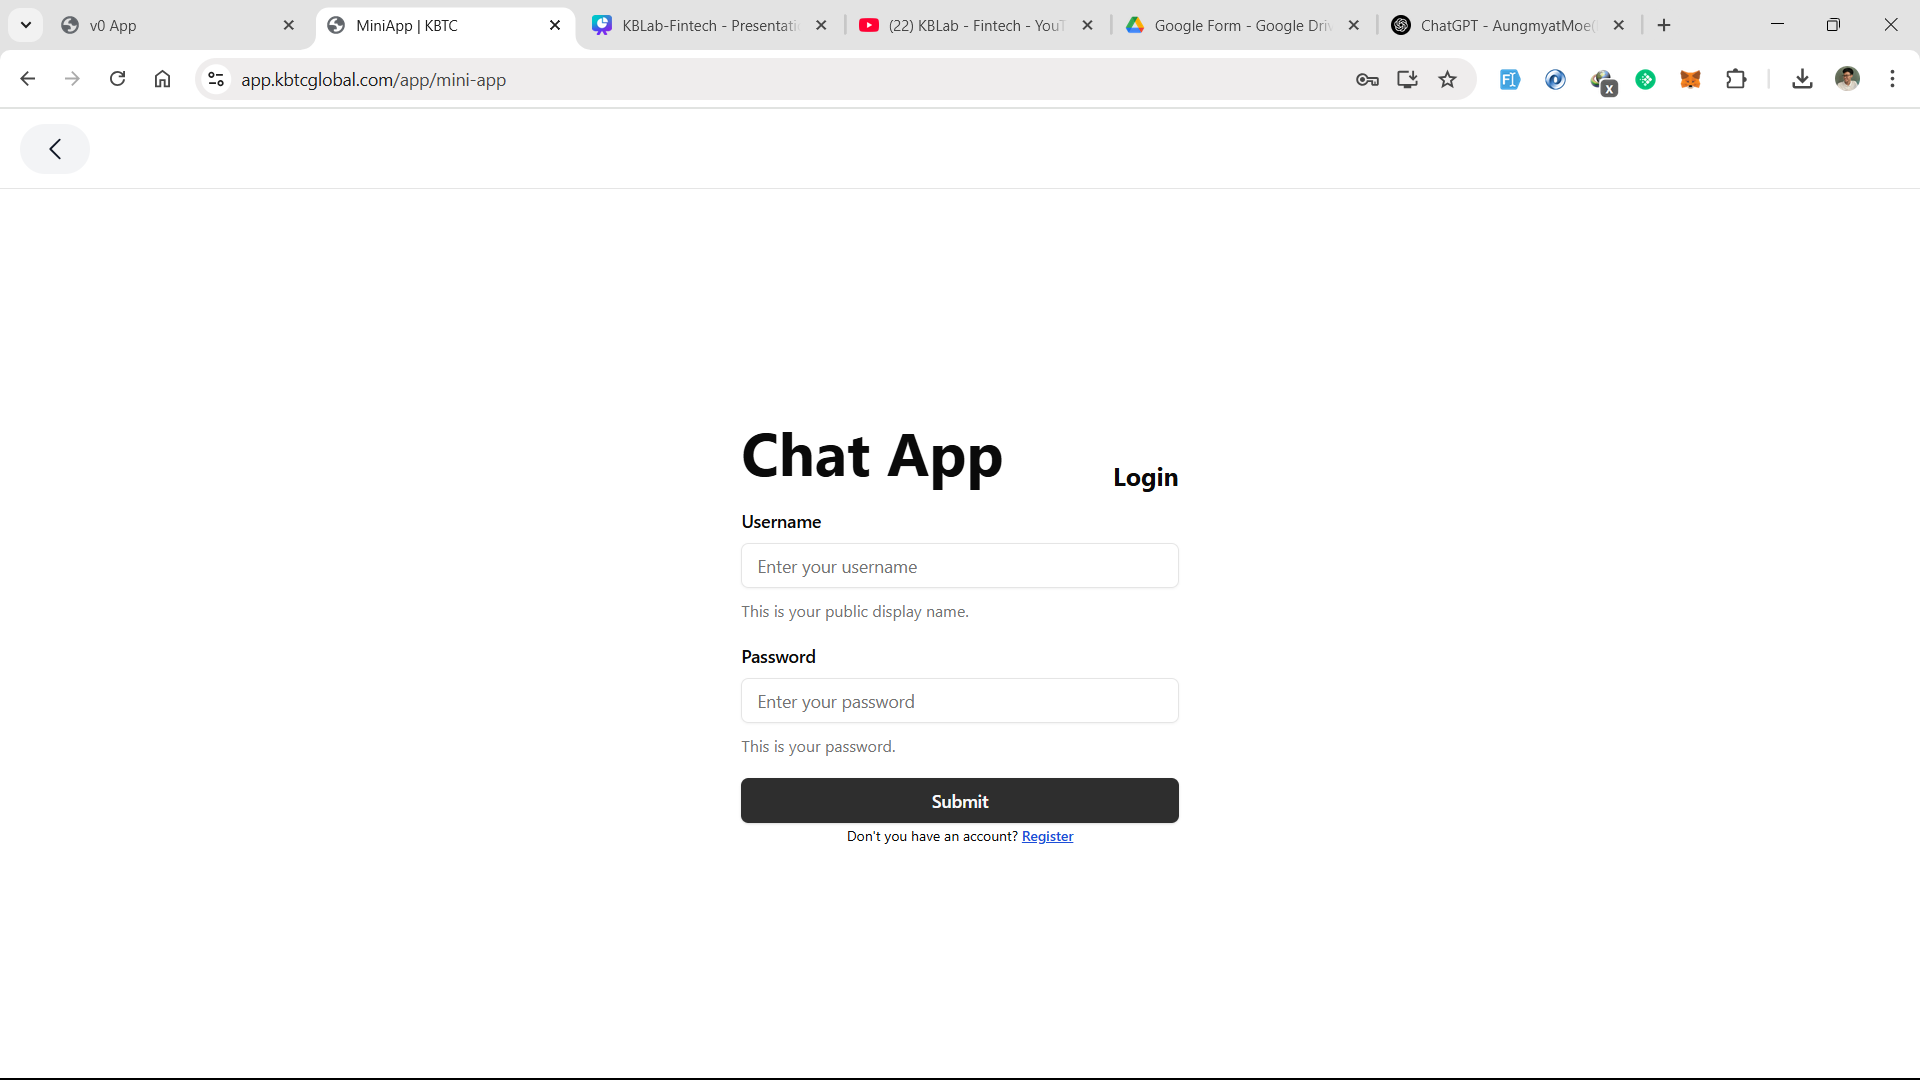 v0 App
MiniApp | KBTC
KBLab-Fintech - Presentati
(22) KBLab - Fintech - YouT
Google Form - Google Driv
ChatGPT - AungmyatMoe(
app.kbtcglobal.com/app/mini-app
FI
x
Chat App
Login
Username
Enter your username
This is your public display name.
Password
Enter your password
This is your password.
Submit
Don't you have an account? Register